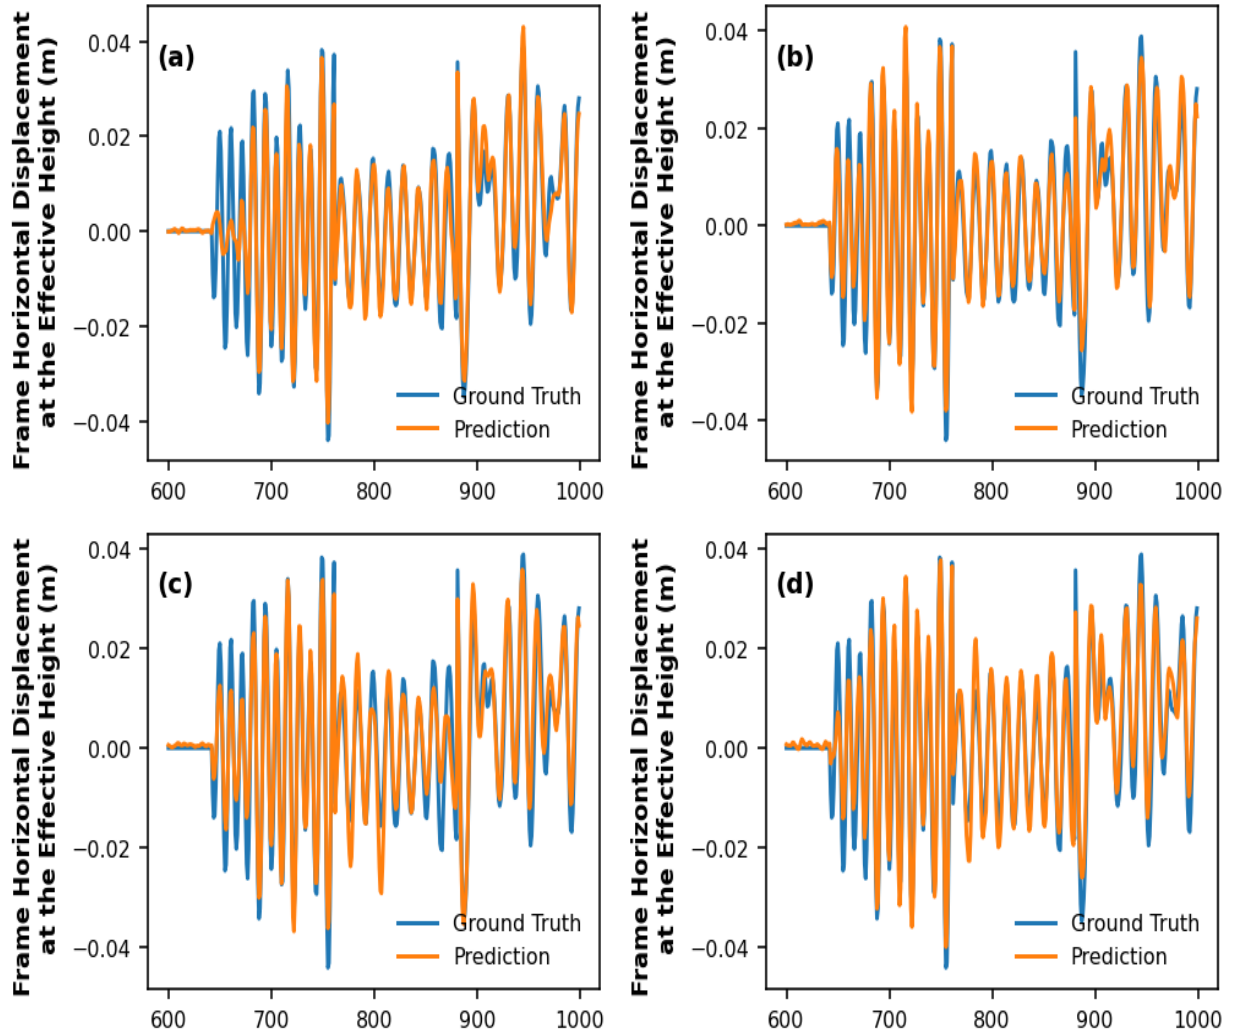 Frame Horizontal Displacement
at the Effective Height (m)
(a)
0.04
0.02
0.00
−0.02
−0.04
Ground Truth
Prediction
600 700 800 900 1000
Frame Horizontal Displacement
at the Effective Height (m)
(b)
0.04
0.02
0.00
−0.02
−0.04
Ground Truth
Prediction
600 700 800 900 1000
Frame Horizontal Displacement
at the Effective Height (m)
(c)
0.04
0.02
0.00
−0.02
−0.04
Ground Truth
Prediction
600 700 800 900 1000
Frame Horizontal Displacement
at the Effective Height (m)
(d)
0.04
0.02
0.00
−0.02
−0.04
Ground Truth
Prediction
600 700 800 900 1000